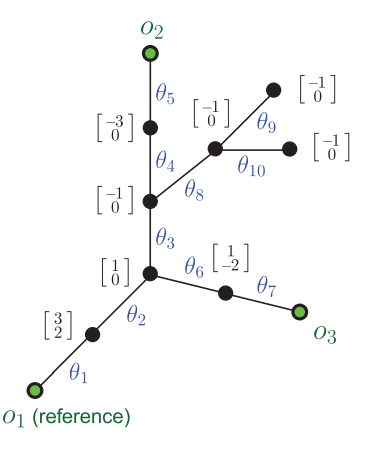 o₂
θ₅
[-1 0]
[-1 0]
[-3 0]
θ₉
[-1 0]
θ₄
θ₁₀
θ₈
[-1 0]
θ₃
[1 -2]
[1 0]
θ₆
θ₇
[3 2]
θ₂
o₃
θ₁
o₁ (reference)